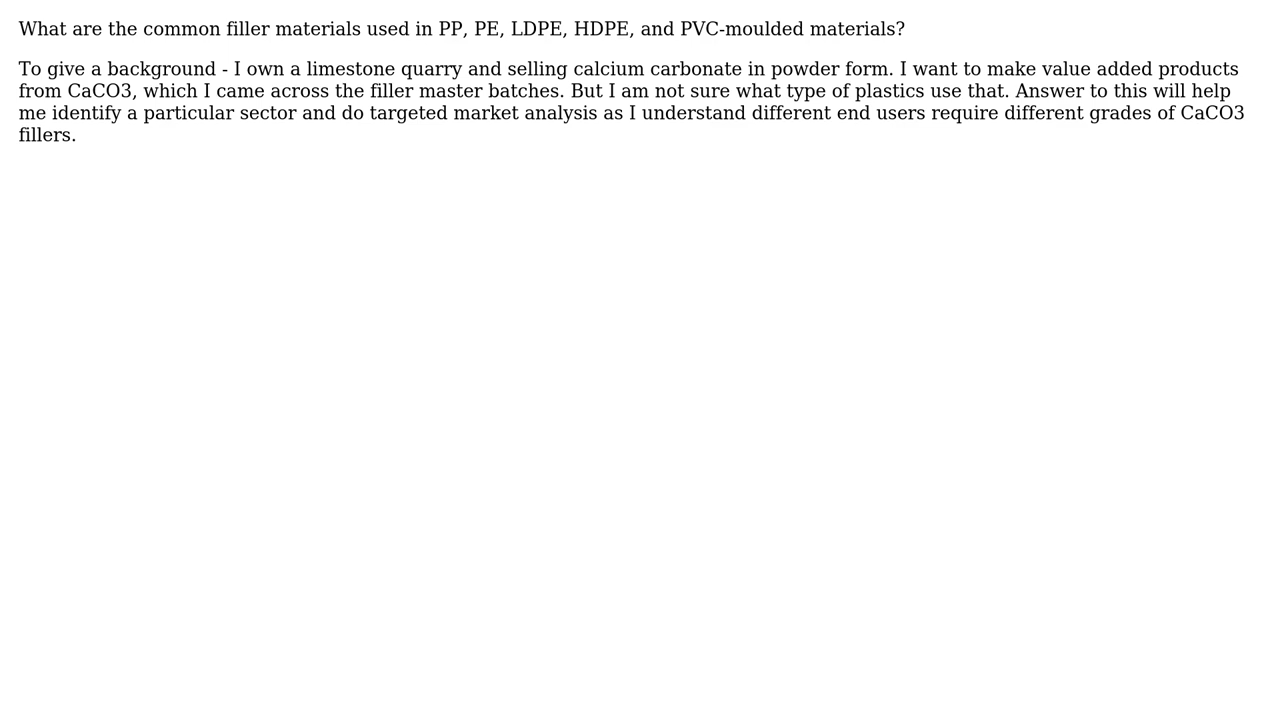 What are the common filler materials used in PP, PE, LDPE, HDPE, and PVC-moulded materials?
To give a background - I own a limestone quarry and selling calcium carbonate in powder form. I want to make value added products
from CaCO3, which I came across the filler master batches. But I am not sure what type of plastics use that. Answer to this will help
me identify a particular sector and do targeted market analysis as I understand different end users require different grades of CaCO3
fillers.